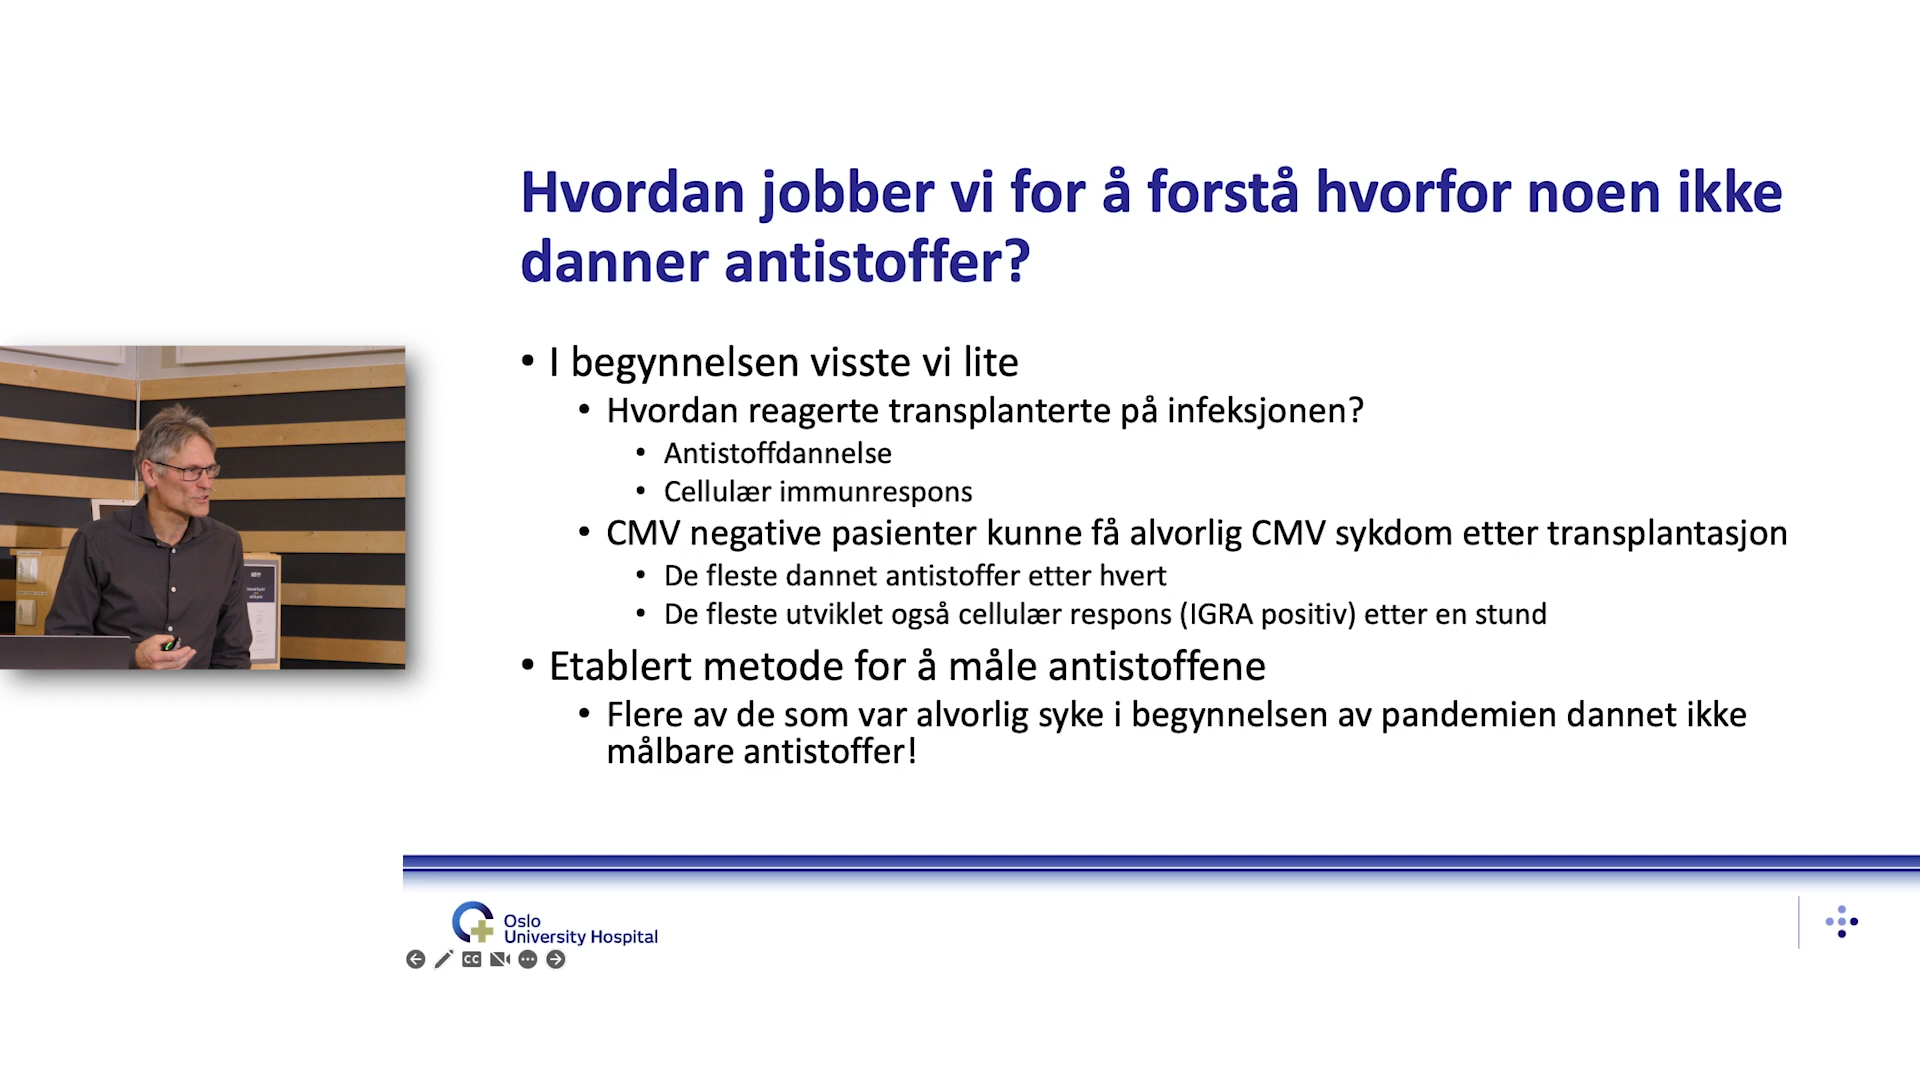 Hvordan jobber vi for å forstå hvorfor noen ikke
danner antistoffer?
• I begynnelsen visste vi lite
• Hvordan reagerte transplanterte på infeksjonen?
• Antistoffdannelse
• Cellulær immunrespons
• CMV negative pasienter kunne få alvorlig CMV sykdom etter transplantasjon
• De fleste dannet antistoffer etter hvert
• De fleste utviklet også cellulær respons (IGRA positiv) etter en stund
• Etablert metode for å måle antistoffene
• Flere av de som var alvorlig syke i begynnelsen av pandemien dannet ikke
målbare antistoffer!
Oslo
University Hospital
CC